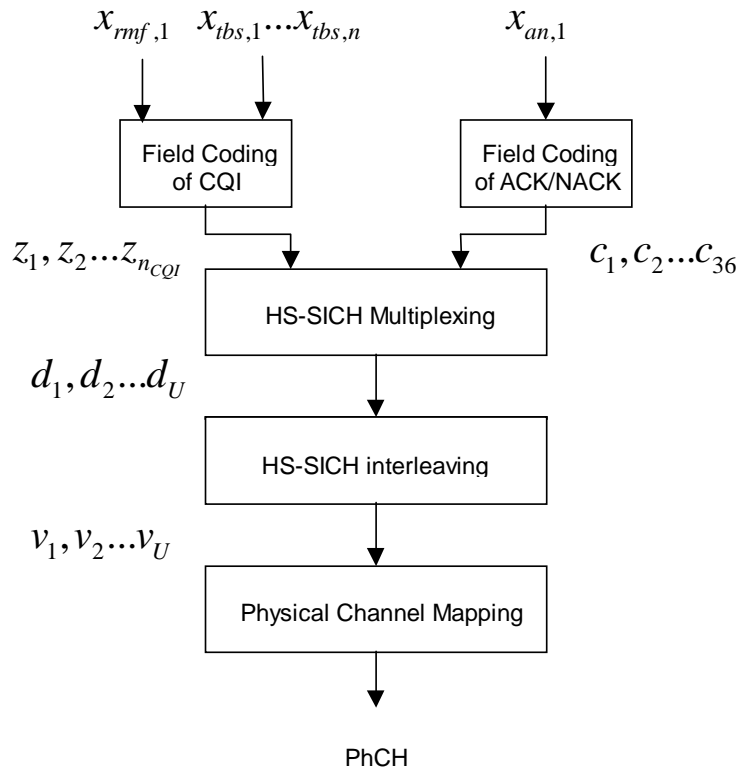 x_{rmf,1} x_{tbs,1}...x_{tbs,n} x_{an,1}
Field Coding
of CQI
Field Coding
of ACK/NACK
z_1, z_2...z_{n_{CQI}} c_1, c_2...c_{36}
HS-SICH Multiplexing
d_1, d_2...d_U
HS-SICH interleaving
v_1, v_2...v_U
Physical Channel Mapping
PhCH